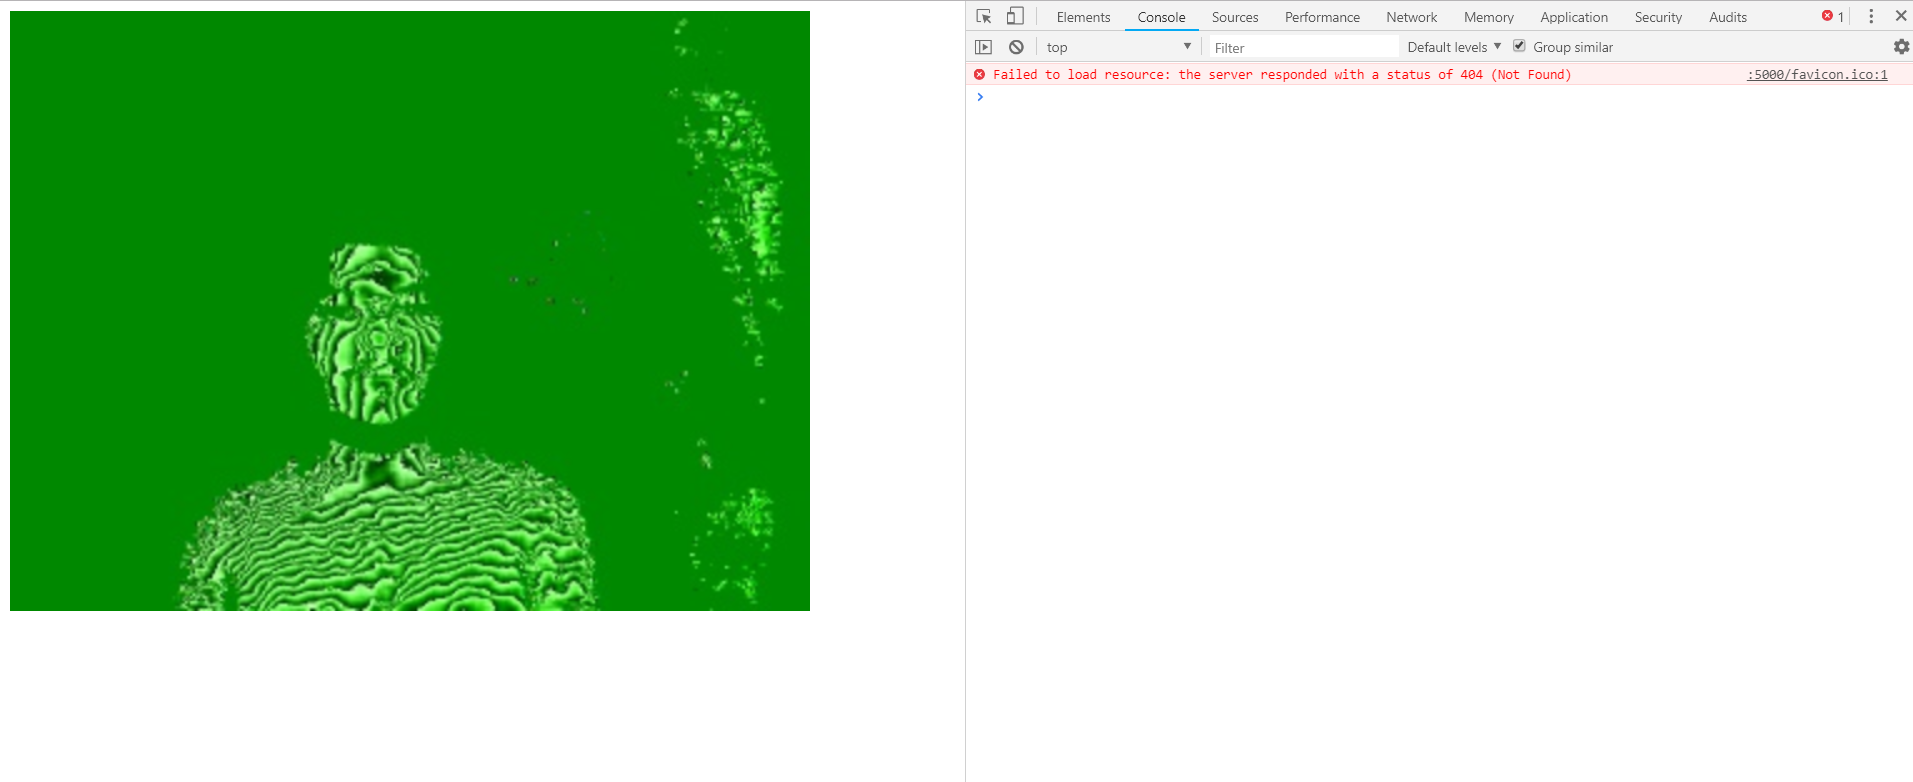 Elements Console Sources Performance Network Memory Application Security Audits 1
top Filter Default levels Group similar
Failed to load resource: the server responded with a status of 404 (Not Found) :5000/favicon.ico:1